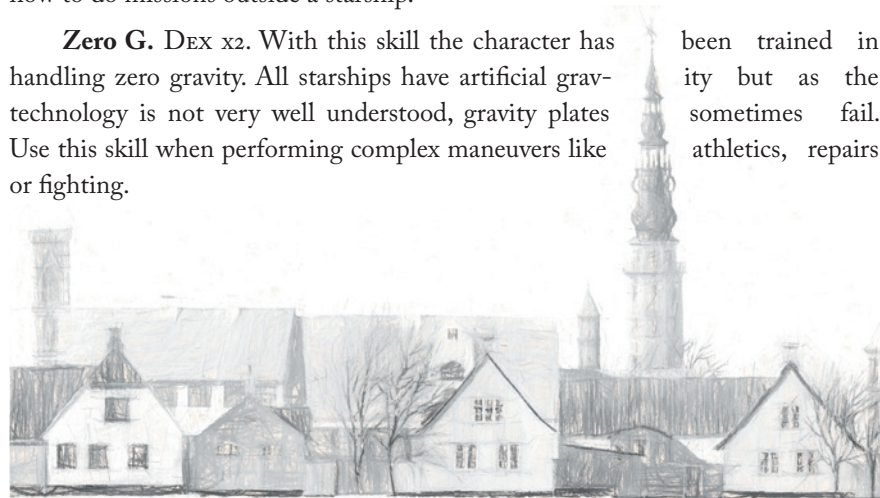 how to do missions outside a starship.
Zero G. DEX x2. With this skill the character has been trained in
handling zero gravity. All starships have artificial grav- ity but as the
technology is not very well understood, gravity plates sometimes fail.
Use this skill when performing complex maneuvers like athletics, repairs
or fighting.